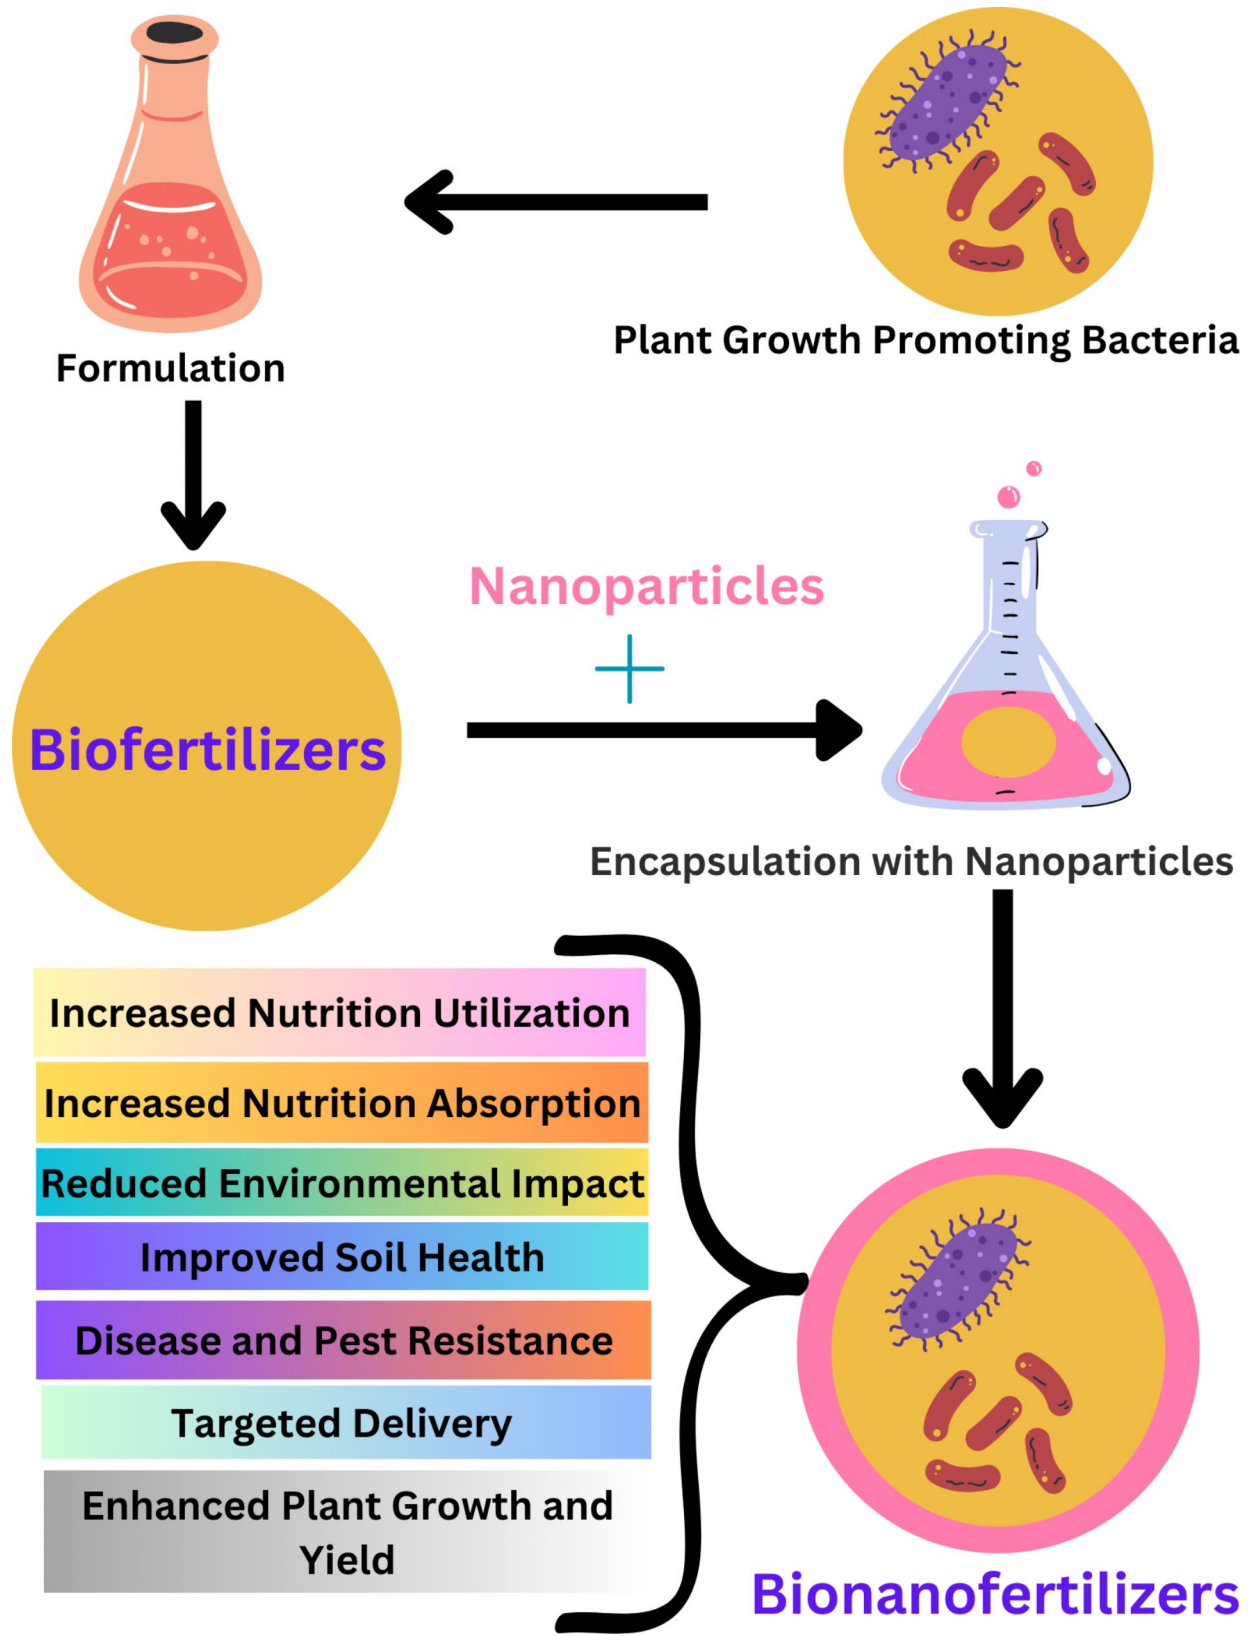 Plant Growth Promoting Bacteria
Formulation
Nanoparticles
Biofertilizers
Encapsulation with Nanoparticles
Increased Nutrition Utilization
Increased Nutrition Absorption
Reduced Environmental Impact
Improved Soil Health
Disease and Pest Resistance
Targeted Delivery
Enhanced Plant Growth and
Yield
Bionanofertilizers